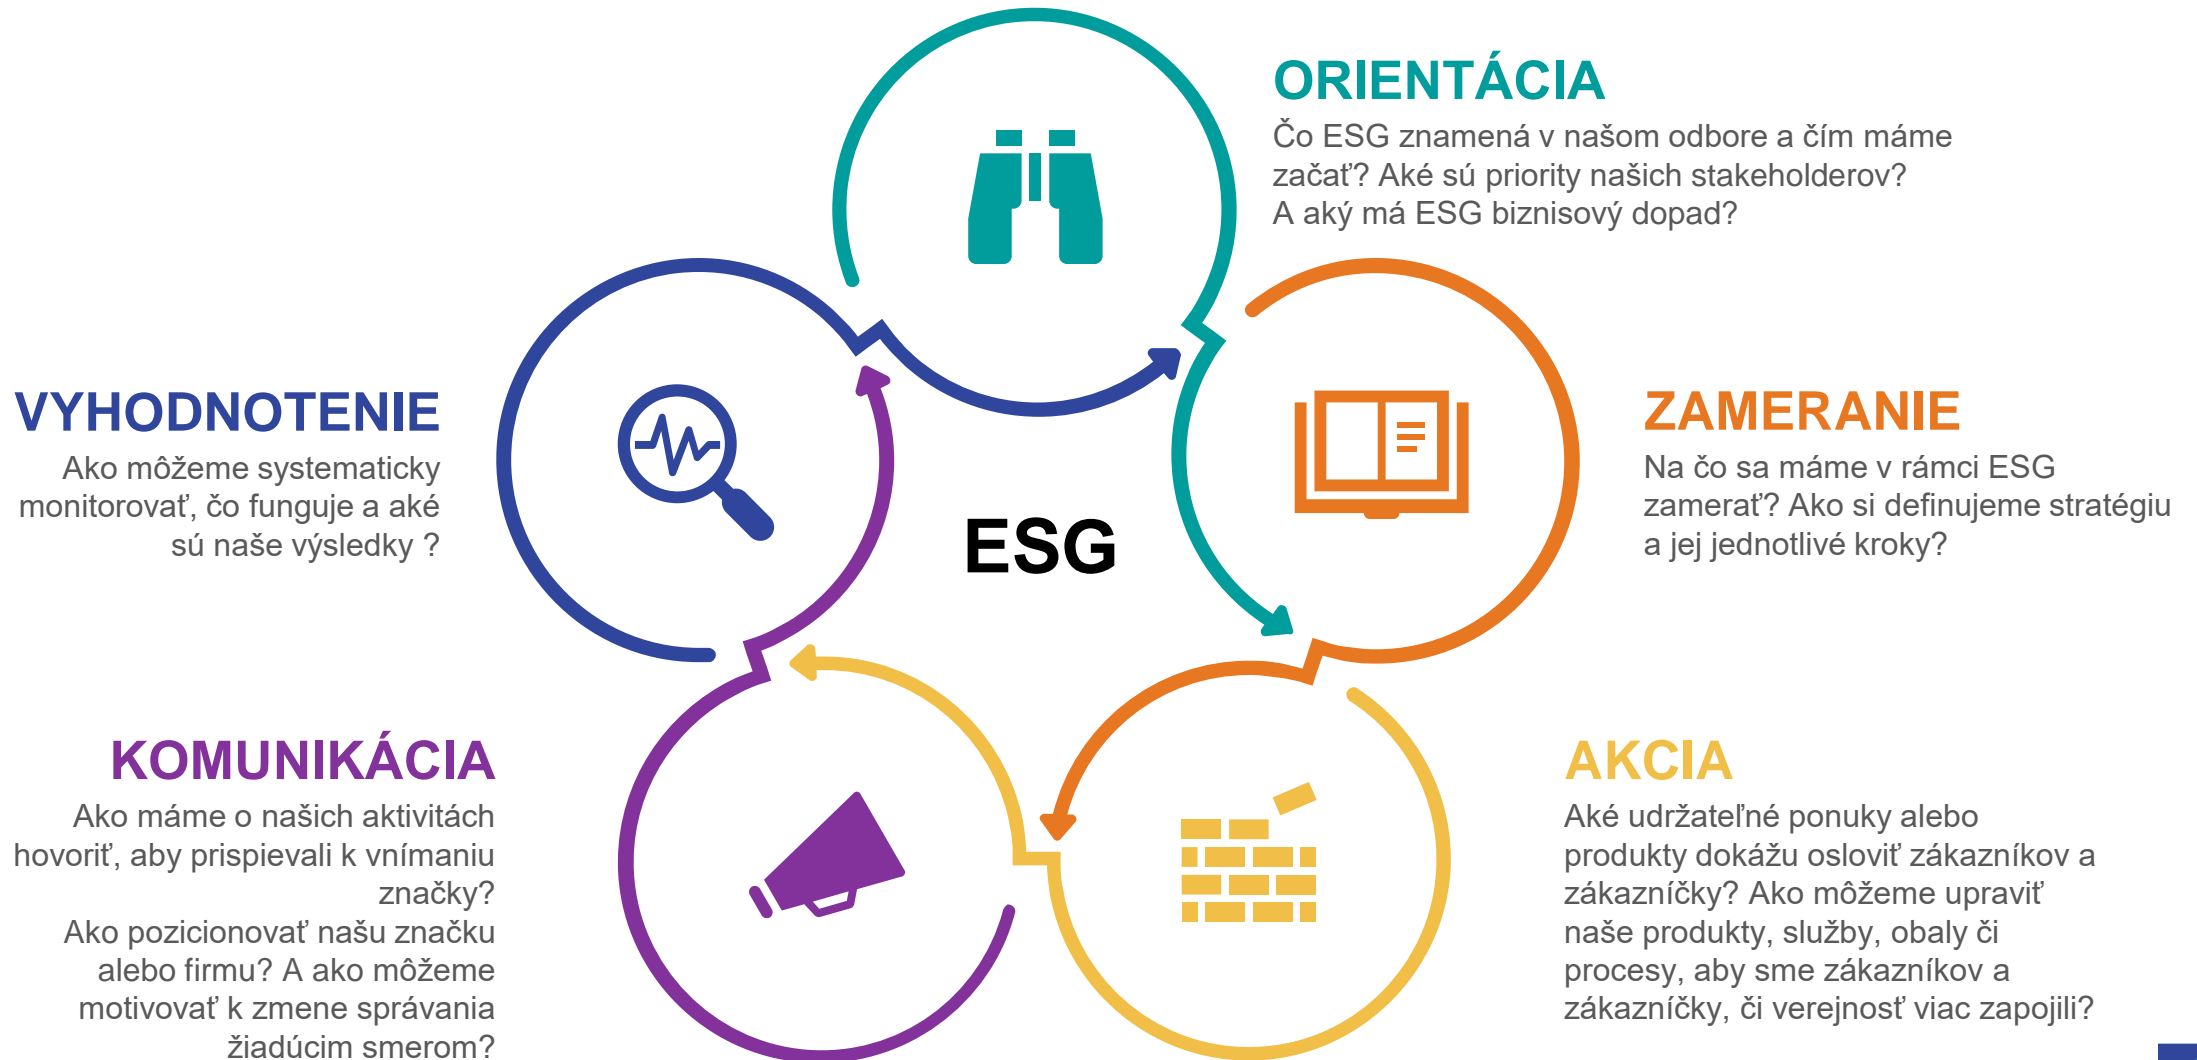 ORIENTÁCIA
Čo ESG znamená v našom odbore a čím máme
začať? Aké sú priority našich stakeholderov?
A aký má ESG biznisový dopad?
ZAMERANIE
Na čo sa máme v rámci ESG
zamerať? Ako si definujeme stratégiu
a jej jednotlivé kroky?
AKCIA
Aké udržateľné ponuky alebo
produkty dokážu osloviť zákazníkov a
zákazníčky? Ako môžeme upraviť
naše produkty, služby, obaly či
procesy, aby sme zákazníkov a
zákazníčky, či verejnosť viac zapojili?
KOMUNIKÁCIA
Ako máme o našich aktivitách
hovoriť, aby prispievali k vnímaniu
značky?
Ako pozicionovať našu značku
alebo firmu? A ako môžeme
motivovať k zmene správania
žiadúcim smerom?
VYHODNOTENIE
Ako môžeme systematicky
monitorovať, čo funguje a aké
sú naše výsledky ?
ESG